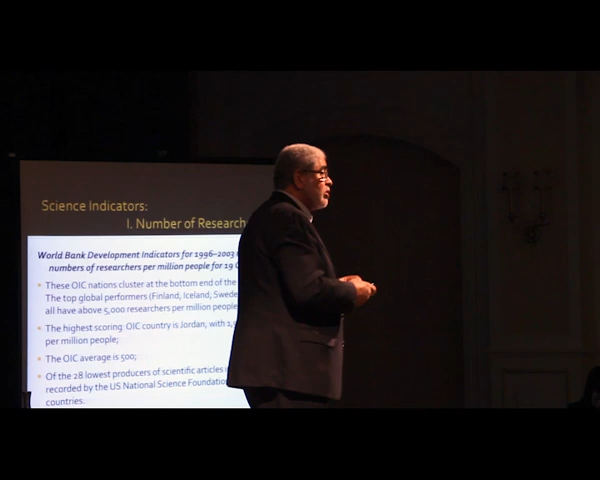 Science Indicators:
I. Number of Research
World Bank Development Indicators for 1996–2003
numbers of researchers per million people for 19
These OIC nations cluster at the bottom end of the
The top global performers (Finland, Iceland, Swede
all have above 5,000 researchers per million people
The highest scoring OIC country is Jordan, with
per million people;
The OIC average is 500;
Of the 28 lowest producers of scientific articles
recorded by the US National Science Foundation
countries.